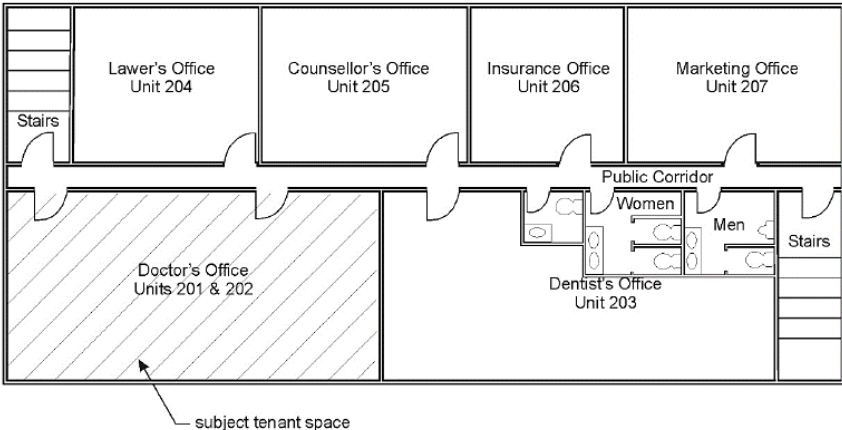 Lawer's Office
Unit 204
Counsellor's Office
Unit 205
Insurance Office
Unit 206
Marketing Office
Unit 207
Stairs
Public Corridor
Women
Men
Stairs
Doctor's Office
Units 201 & 202
Dentist's Office
Unit 203
subject tenant space